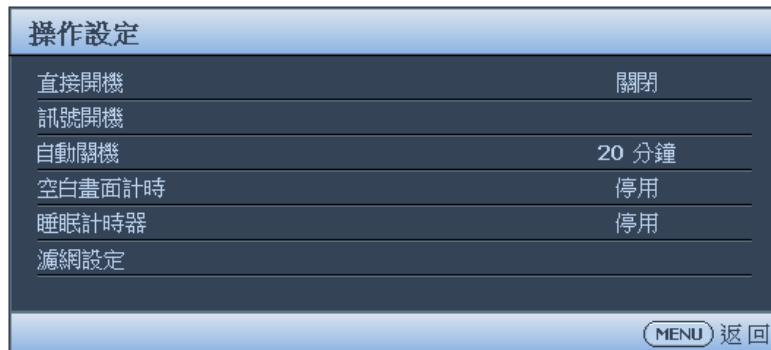 操作設定
直接開機 關閉
訊號開機
自動關機 20 分鐘
空白畫面計時 停用
睡眠計時器 停用
濾網設定
MENU 返回